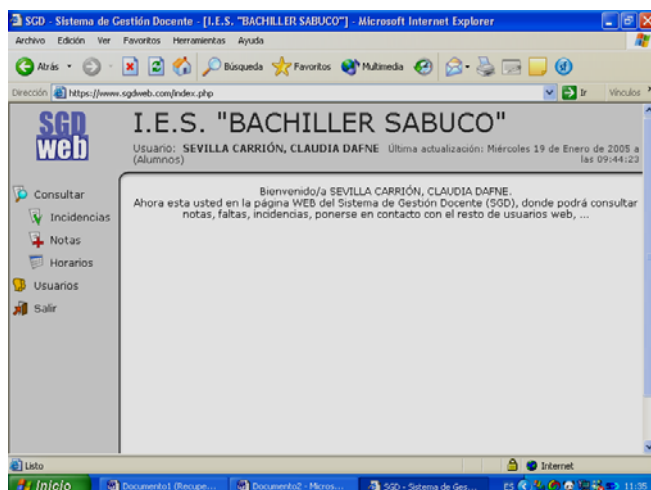 SGD - Sistema de Gestión Docente - [I.E.S. "BACHILLER SABUCO"] - Microsoft Internet Explorer
Archivo Edición Ver Favoritos Herramientas Ayuda
Atrás Búsqueda Favoritos Multimedia
Dirección https://www.sgdweb.com/index.php Ir Vínculos
SGD
web
I.E.S. "BACHILLER SABUCO"
Usuario: SEVILLA CARRIÓN, CLAUDIA DAFNE Última actualización: Miércoles 19 de Enero de 2005 a
(Alumnos) las 09:44:23
Bienvenido/a SEVILLA CARRIÓN, CLAUDIA DAFNE.
Ahora esta usted en la página WEB del Sistema de Gestión Docente (SGD), donde podrá consultar
notas, faltas, incidencias, ponerse en contacto con el resto de usuarios web, ...
Consultar
Incidencias
Notas
Horarios
Usuarios
Salir
Listo Internet
Inicio Documento1 (Recupe... Documento2 - Micros... SGD - Sistema de Ges... ES 11:35